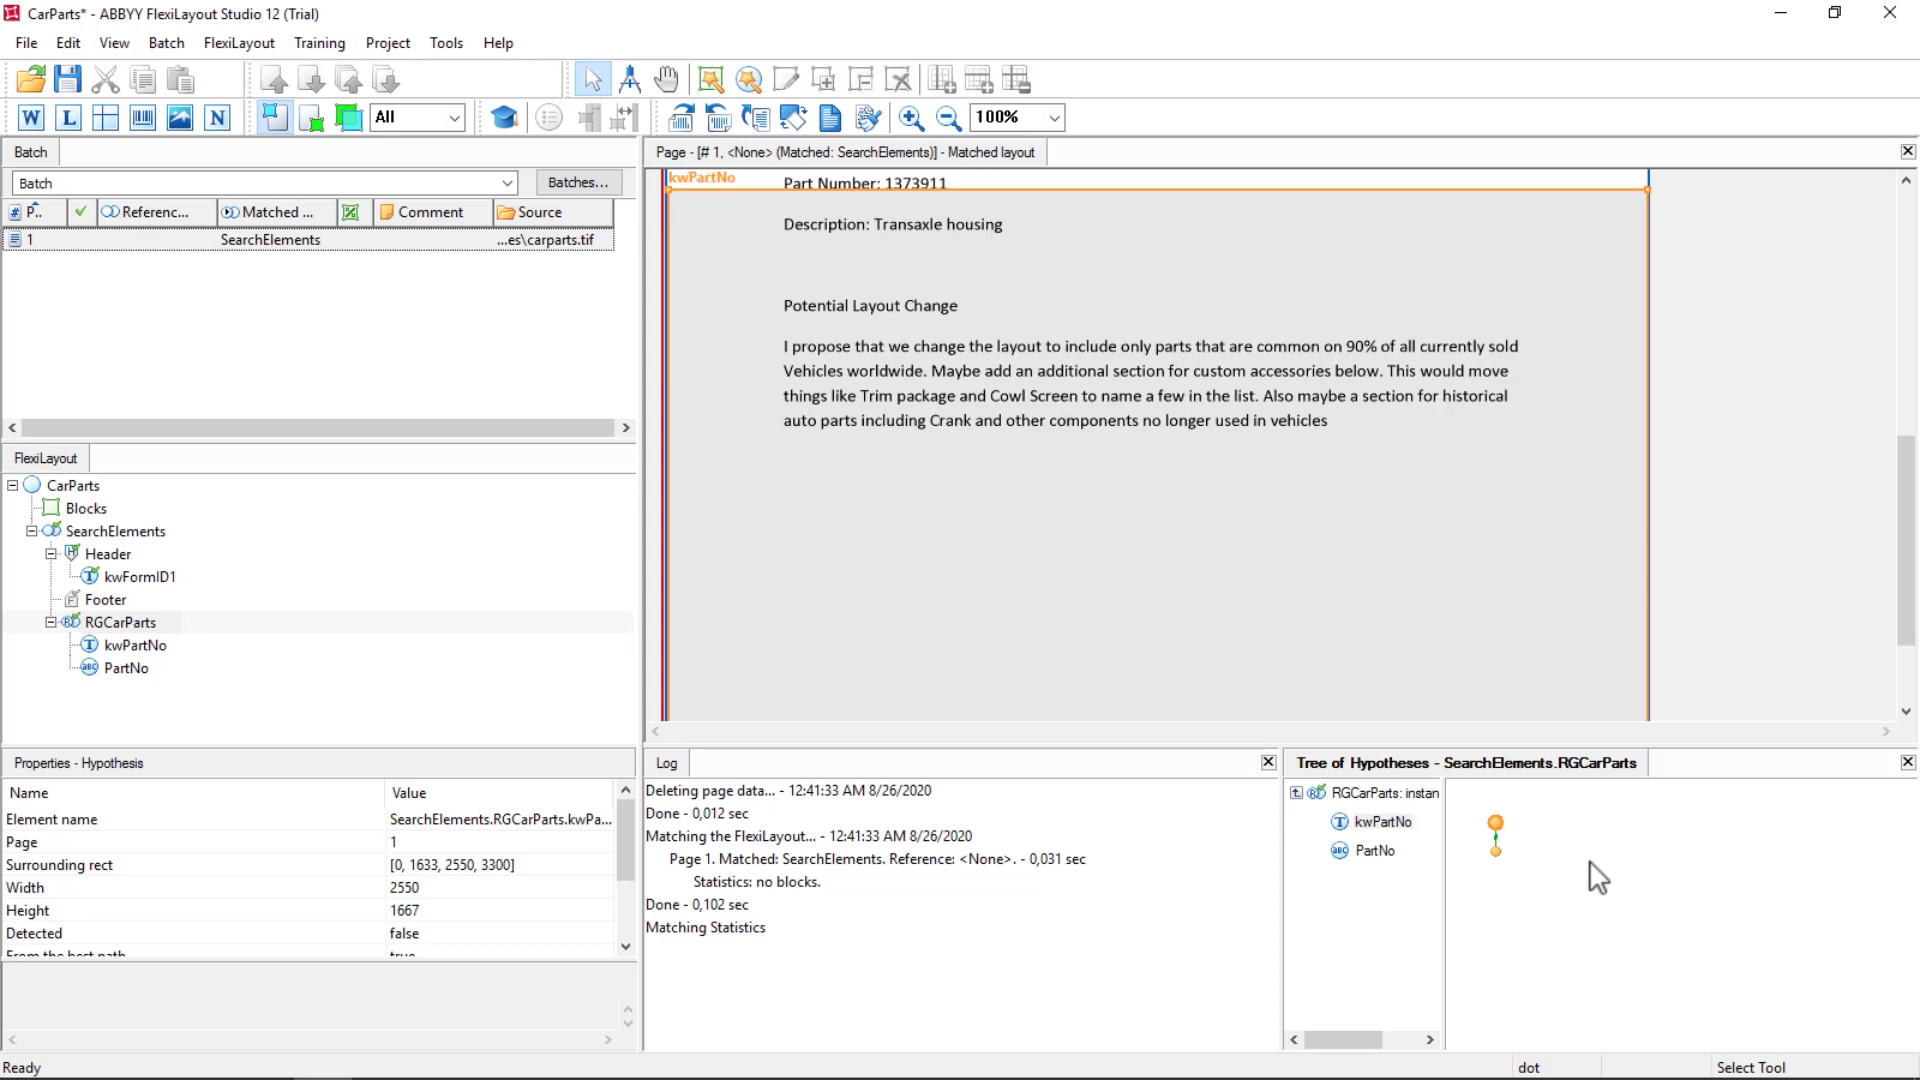 CarParts* - ABBYY FlexiLayout Studio 12 (Trial)
File Edit View Batch FlexiLayout Training Project Tools Help
W L N All 100%
Batch
Batch Batches...
# P.. Referenc... Matched ... Comment Source
1 SearchElements ...es\carparts.tif
FlexiLayout
CarParts
Blocks
SearchElements
Header
kwFormID1
Footer
RGCarParts
kwPartNo
PartNo
Page - [# 1, <None> (Matched: SearchElements)] - Matched layout
kwPartNo
Part Number: 1373911
Description: Transaxle housing
Potential Layout Change
I propose that we change the layout to include only parts that are common on 90% of all currently sold
Vehicles worldwide. Maybe add an additional section for custom accessories below. This would move
things like Trim package and Cowl Screen to name a few in the list. Also maybe a section for historical
auto parts including Crank and other components no longer used in vehicles
Properties - Hypothesis
Name Value
Element name SearchElements.RGCarParts.kwPa...
Page 1
Surrounding rect [0, 1633, 2550, 3300]
Width 2550
Height 1667
Detected false
From the best path true
Log
Deleting page data... - 12:41:33 AM 8/26/2020
Done - 0,012 sec
Matching the FlexiLayout... - 12:41:33 AM 8/26/2020
Page 1. Matched: SearchElements. Reference: <None>. - 0,031 sec
Statistics: no blocks.
Done - 0,102 sec
Matching Statistics
Tree of Hypotheses - SearchElements.RGCarParts
RGCarParts: instan
kwPartNo
PartNo
Ready dot Select Tool